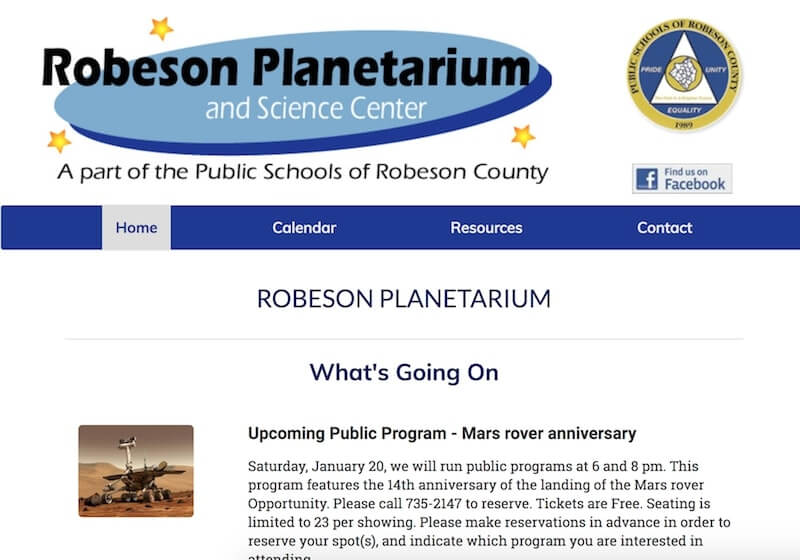 Robeson Planetarium
and Science Center
A part of the Public Schools of Robeson County
PUBLIC SCHOOLS OF ROBESON COUNTY
PRIDE
UNITY
EQUALITY
1989
Find us on
Facebook
Home
Calendar
Resources
Contact
ROBESON PLANETARIUM
What's Going On
Upcoming Public Program - Mars rover anniversary
Saturday, January 20, we will run public programs at 6 and 8 pm. This
program features the 14th anniversary of the landing of the Mars rover
Opportunity. Please call 735-2147 to reserve. Tickets are Free. Seating is
limited to 23 per showing. Please make reservations in advance in order to
reserve your spot(s), and indicate which program you are interested in
attending